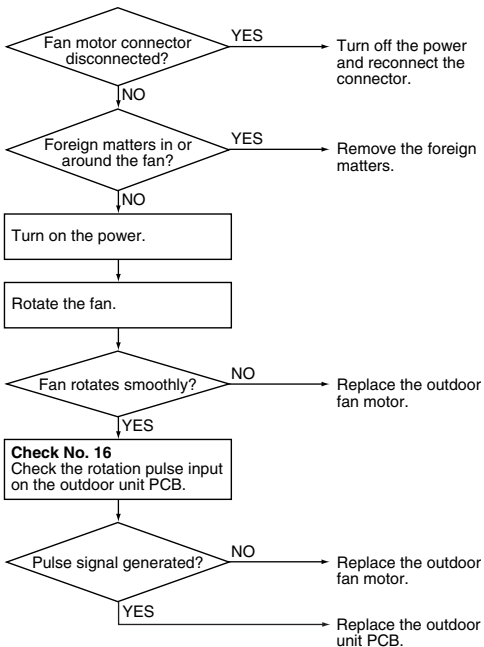 Fan motor connector
disconnected?
YES
Turn off the power
and reconnect the
connector.
NO
Foreign matters in or
around the fan?
YES
Remove the foreign
matters.
NO
Turn on the power.
Rotate the fan.
Fan rotates smoothly?
NO
Replace the outdoor
fan motor.
YES
Check No. 16
Check the rotation pulse input
on the outdoor unit PCB.
Pulse signal generated?
NO
Replace the outdoor
fan motor.
YES
Replace the outdoor
unit PCB.